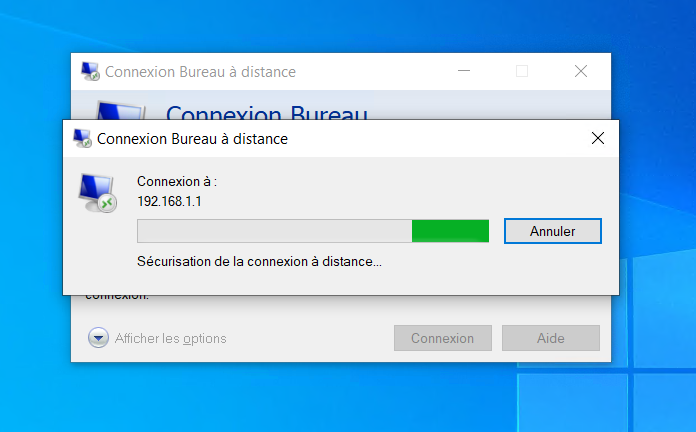 Connexion Bureau à distance
Connexion Bureau
Connexion Bureau à distance
Connexion à :
192.168.1.1
Annuler
Sécurisation de la connexion à distance...
connexion.
Afficher les options
Connexion
Aide